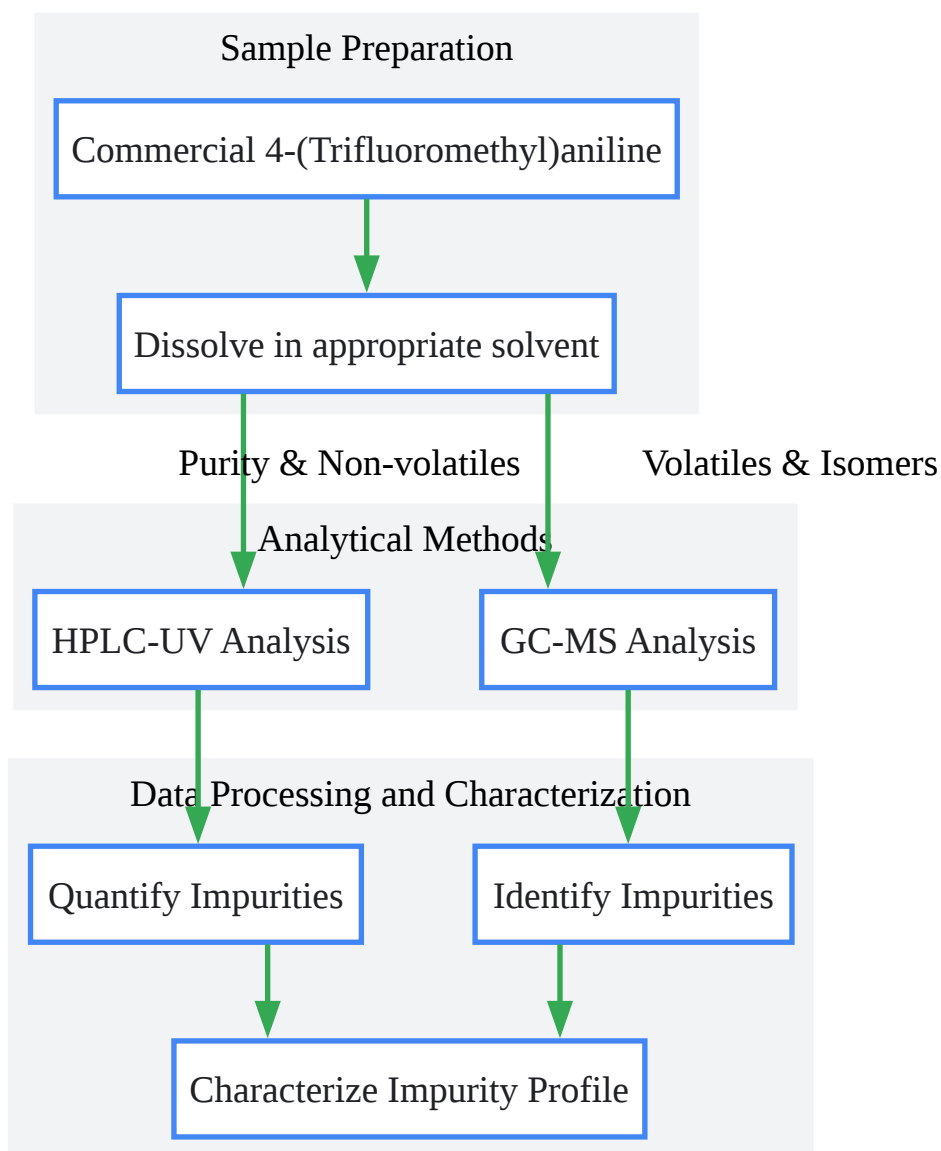 Sample Preparation
Commercial 4-(Trifluoromethyl)aniline
Dissolve in appropriate solvent
Purity & Non-volatiles
Volatiles & Isomers
Analytical Methods
HPLC-UV Analysis
GC-MS Analysis
Data Processing and Characterization
Quantify Impurities
Identify Impurities
Characterize Impurity Profile